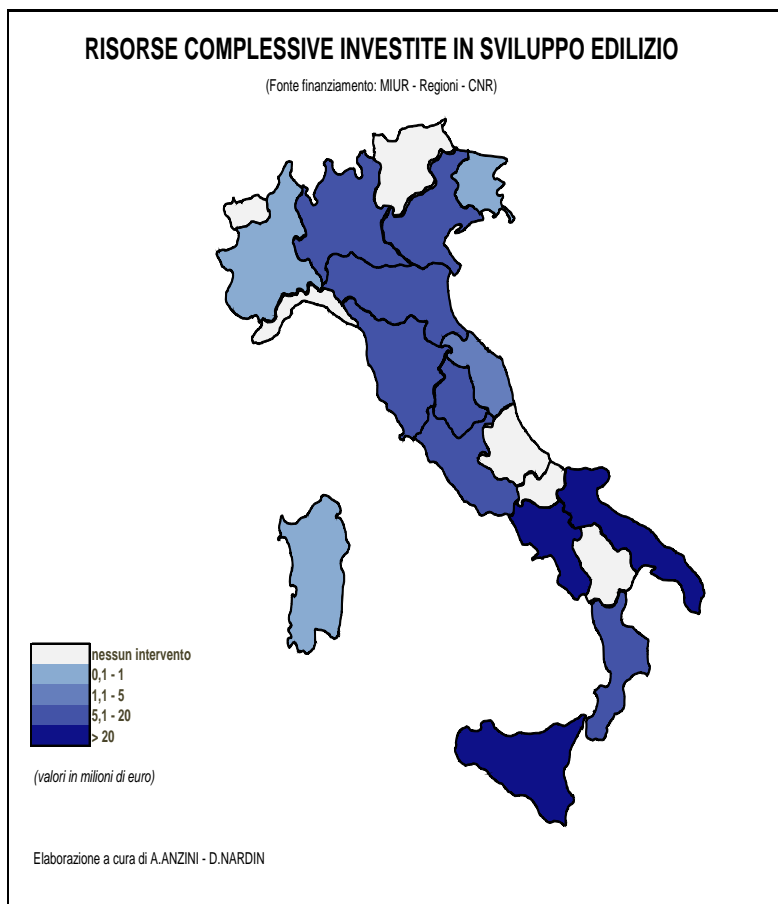 RISORSE COMPLESSIVE INVESTITE IN SVILUPPO EDILIZIO
(Fonte finanziamento: MIUR - Regioni - CNR)
nessun intervento
0,1 - 1
1,1 - 5
5,1 - 20
> 20
(valori in milioni di euro)
Elaborazione a cura di A.ANZINI - D.NARDIN